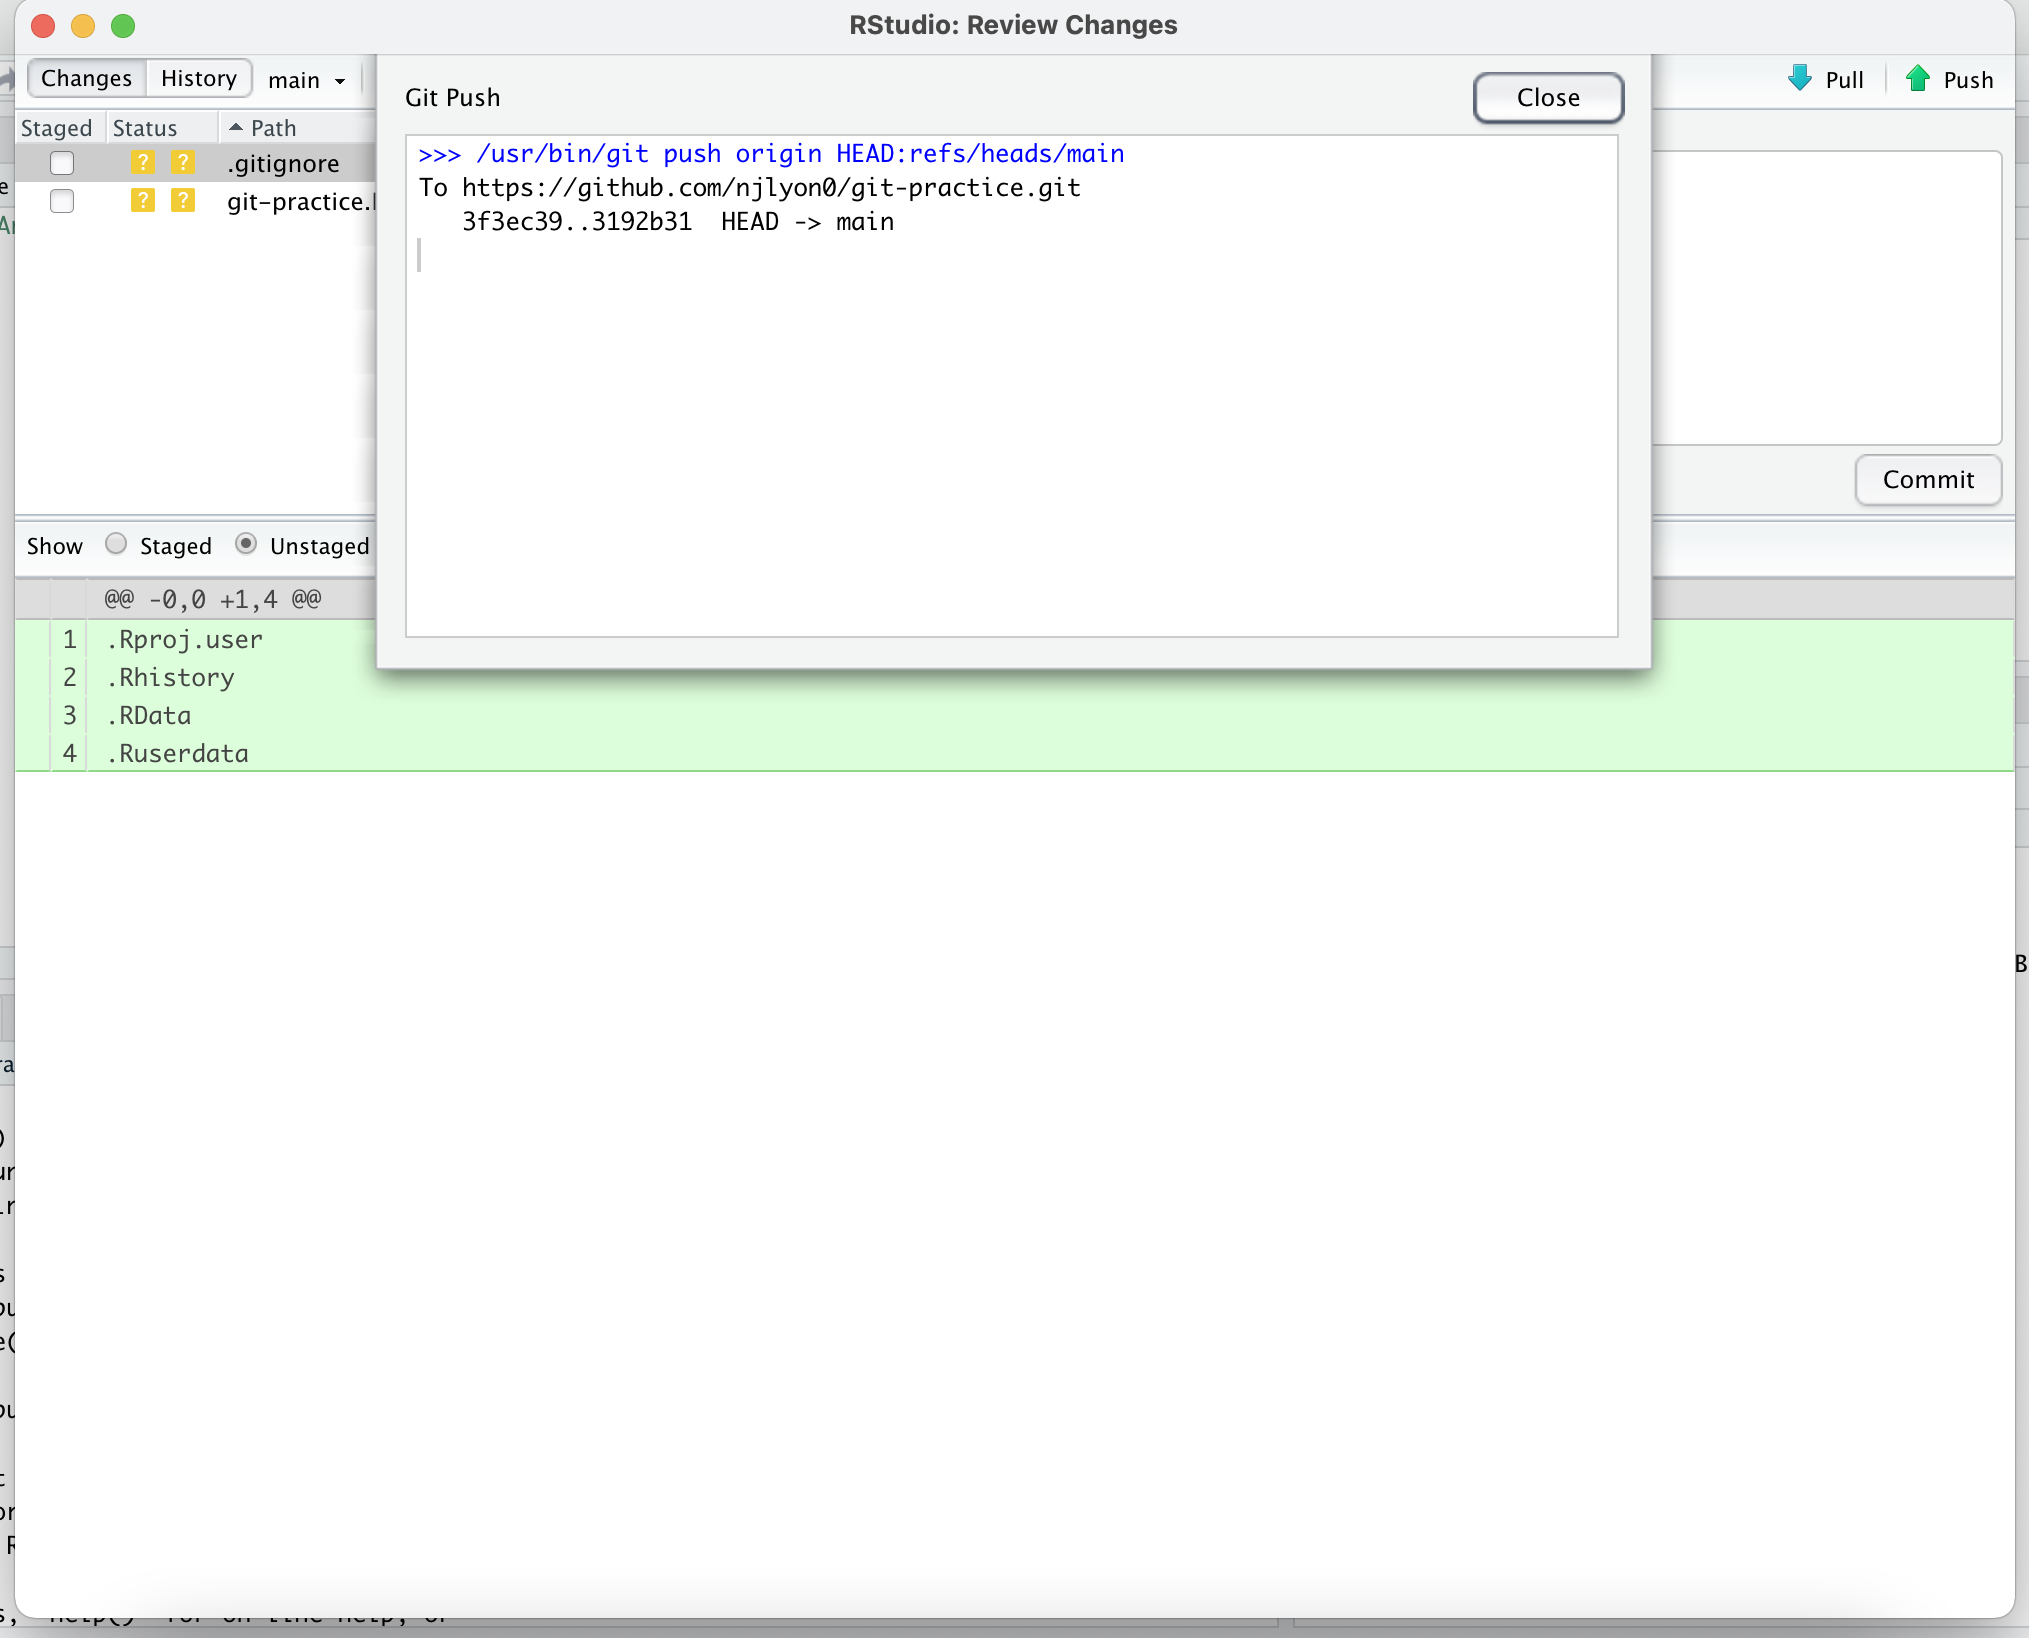 RStudio: Review Changes
Changes History main Pull Push
Git Push Close
Staged Status Path
.gitignore
git-practice.
>>> /usr/bin/git push origin HEAD:refs/heads/main
To https://github.com/njlyon0/git-practice.git
3f3ec39..3192b31 HEAD -> main
Commit
Show Staged Unstaged
@@ -0,0 +1,4 @@
1 .Rproj.user
2 .Rhistory
3 .RData
4 .Ruserdata